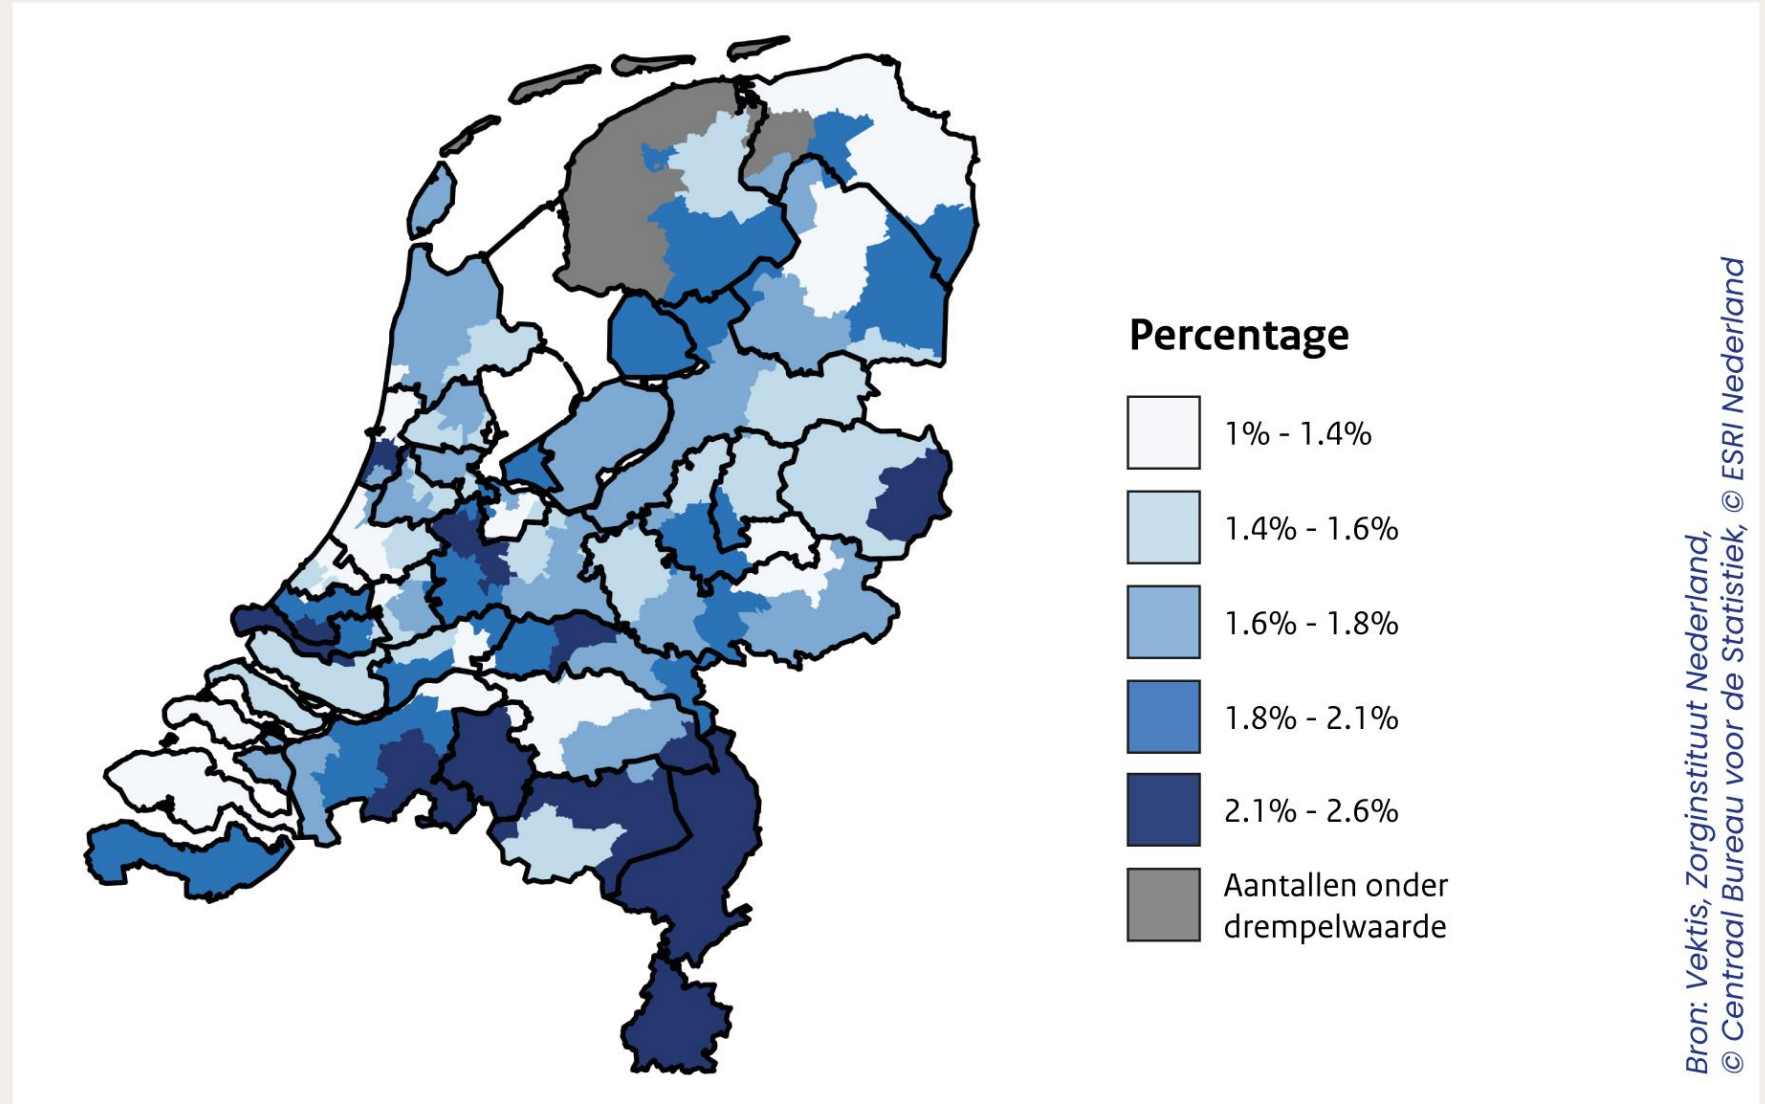 Percentage
1% - 1.4%
1.4% - 1.6%
1.6% - 1.8%
1.8% - 2.1%
2.1% - 2.6%
Aantallen onder
drempelwaarde
Bron: Vektis, Zorginstituut Nederland,
© Centraal Bureau voor de Statistiek, © ESRI Nederland